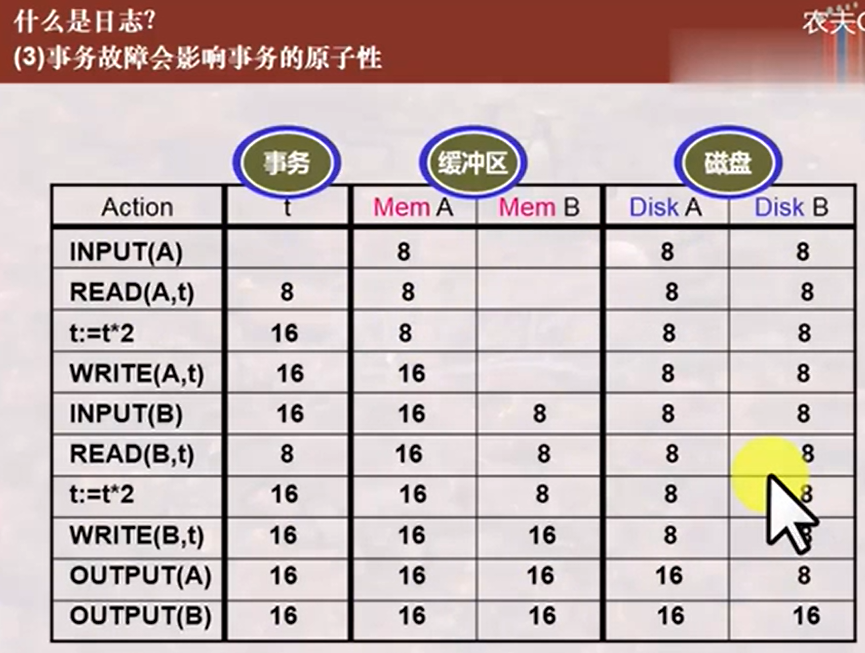 什么是日志?
农夫
(3)事务故障会影响事务的原子性
事务 缓冲区 磁盘
Action t Mem A Mem B Disk A Disk B
INPUT(A) 8 8 8
READ(A,t) 8 8 8 8
t:=t*2 16 8 8 8
WRITE(A,t) 16 16 8 8
INPUT(B) 16 16 8 8 8
READ(B,t) 8 16 8 8 8
t:=t*2 16 16 8 8 8
WRITE(B,t) 16 16 16 8 8
OUTPUT(A) 16 16 16 16 8
OUTPUT(B) 16 16 16 16 16